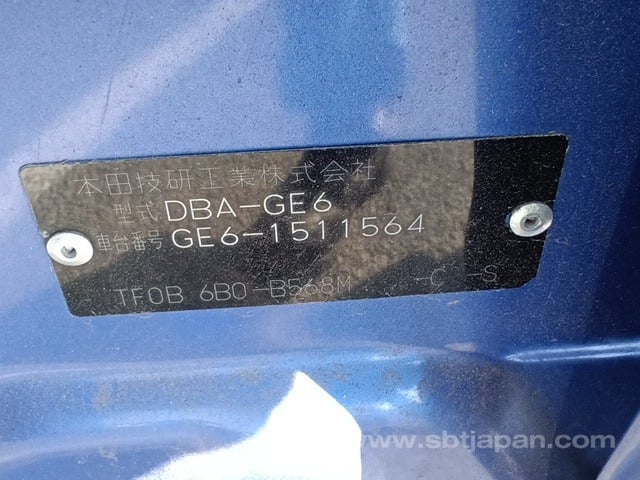 本田技研工業株式会社
型式 DBA-GE6
車台番号 GE6-1511564
TF0B 6B0-B568M -C -S
www.sbtjapan.com